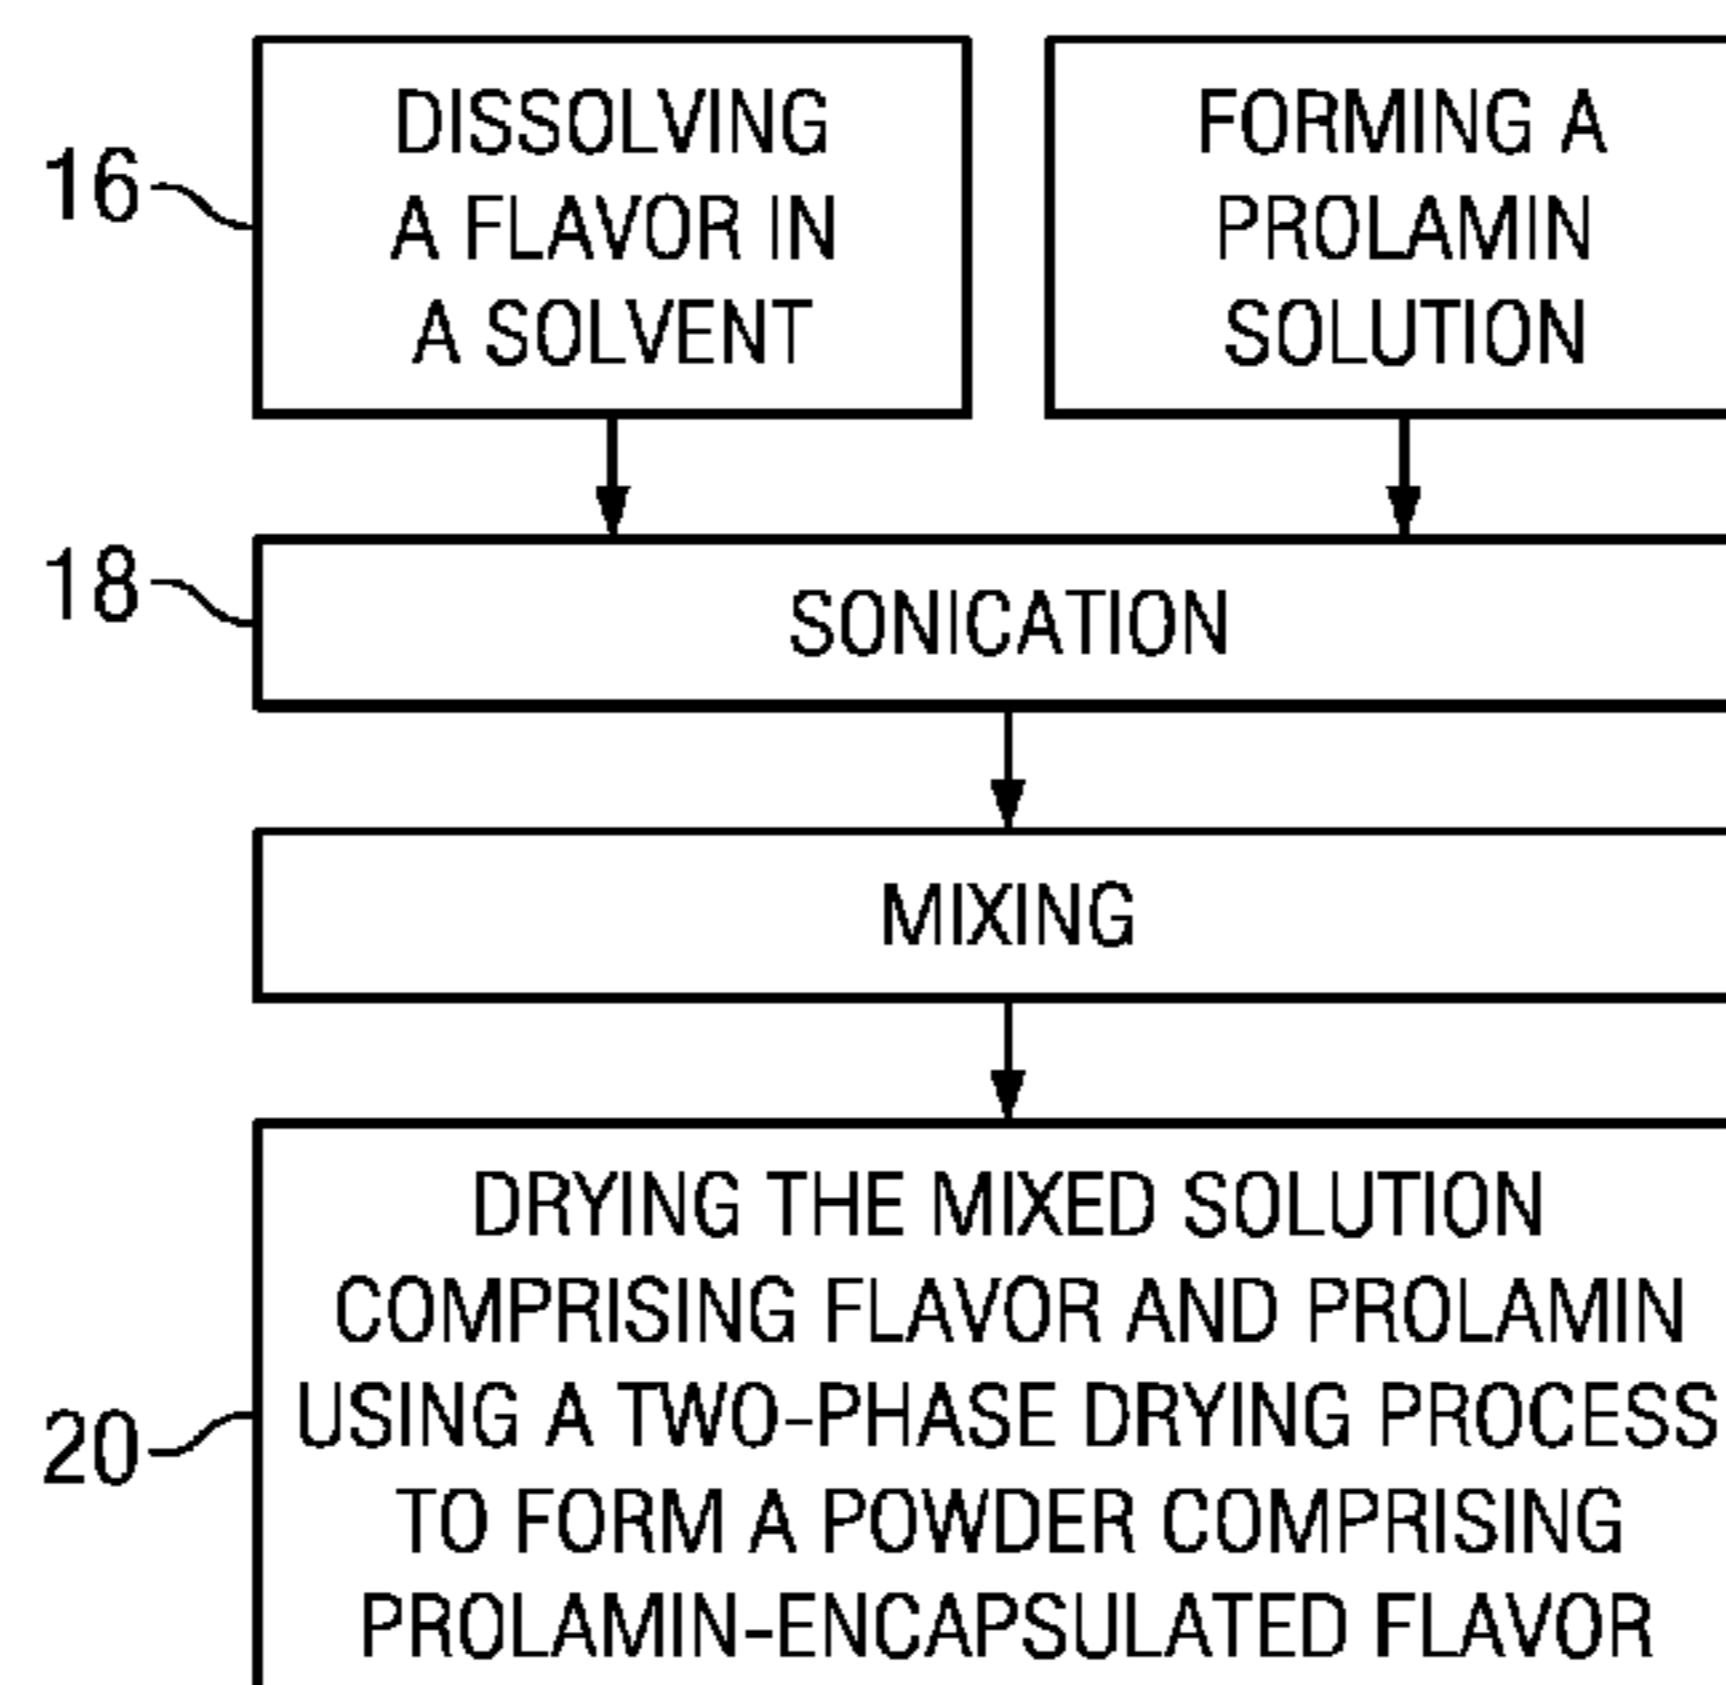 16
DISSOLVING
A FLAVOR IN
A SOLVENT
FORMING A
PROLAMIN
SOLUTION
18
SONICATION
MIXING
20
DRYING THE MIXED SOLUTION
COMPRISING FLAVOR AND PROLAMIN
USING A TWO-PHASE DRYING PROCESS
TO FORM A POWDER COMPRISING
PROLAMIN-ENCAPSULATED FLAVOR